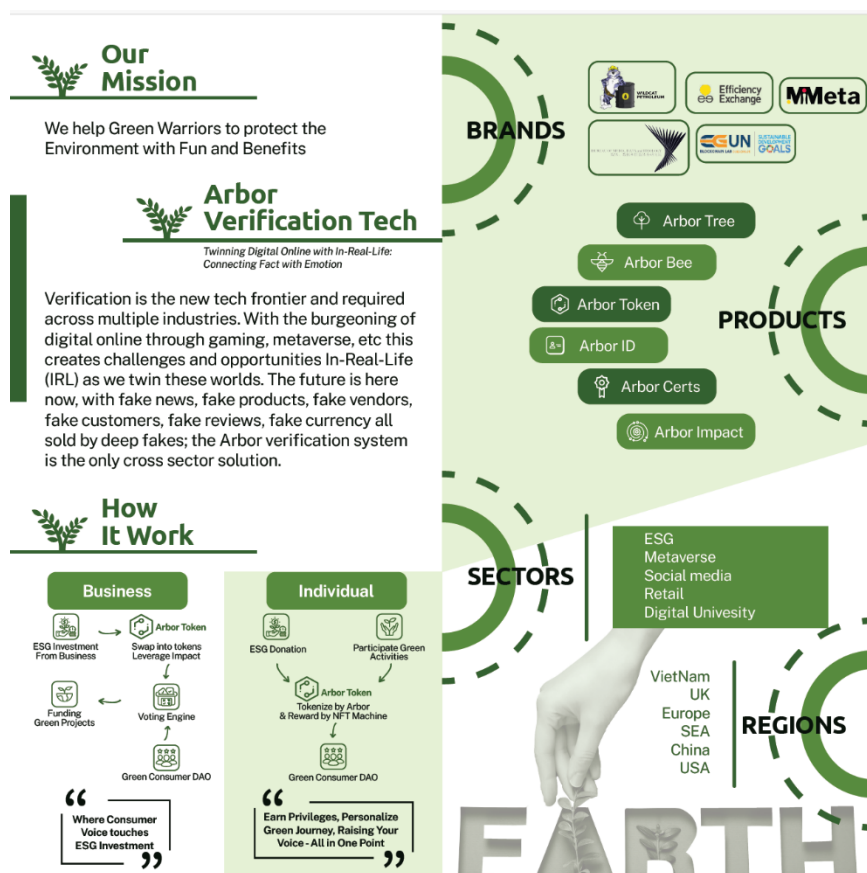 Our
Mission
We help Green Warriors to protect the
Environment with Fun and Benefits
Arbor
Verification Tech
Twinning Digital Online with In-Real-Life:
Connecting Fact with Emotion
Verification is the new tech frontier and required
across multiple industries. With the burgeoning of
digital online through gaming, metaverse, etc this
creates challenges and opportunities In-Real-Life
(IRL) as we twin these worlds. The future is here
now, with fake news, fake products, fake vendors,
fake customers, fake reviews, fake currency all
sold by deep fakes; the Arbor verification system
is the only cross sector solution.
How
It Work
Business
ESG Investment
From Business
Arbor Token
Swap into tokens
Leverage Impact
Funding
Green Projects
Voting Engine
Green Consumer DAO
“
Where Consumer
Voice touches
ESG Investment
”
Individual
ESG Donation
Participate Green
Activities
Arbor Token
Tokenize by Arbor
& Reward by NFT Machine
Green Consumer DAO
“
Earn Privileges, Personalize
Green Journey, Raising Your
Voice - All in One Point
”
BRANDS
WILDCAT
PETROLEUM
ee Efficiency
Exchange
MiMeta
EGUN
BLOCKCHAIN LAB
SUSTAINABLE
DEVELOPMENT
GOALS
PRODUCTS
Arbor Tree
Arbor Bee
Arbor Token
Arbor ID
Arbor Certs
Arbor Impact
SECTORS
ESG
Metaverse
Social media
Retail
Digital Univesity
REGIONS
VietNam
UK
Europe
SEA
China
USA
EARTH